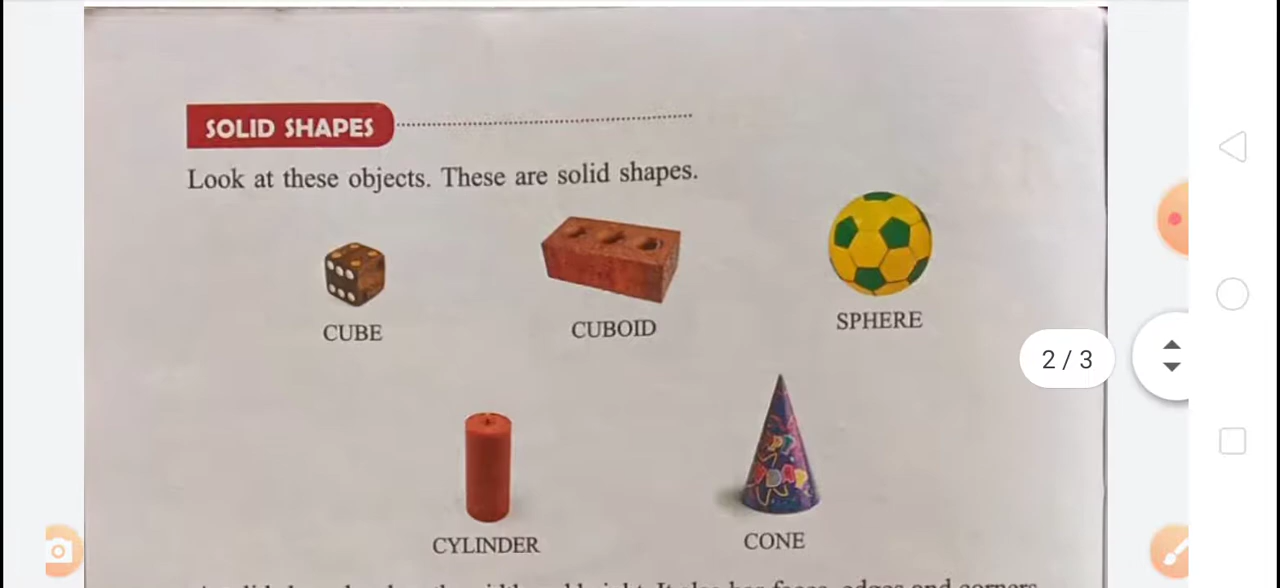 SOLID SHAPES
Look at these objects. These are solid shapes.
CUBE
CUBOID
SPHERE
2 / 3
CYLINDER
CONE